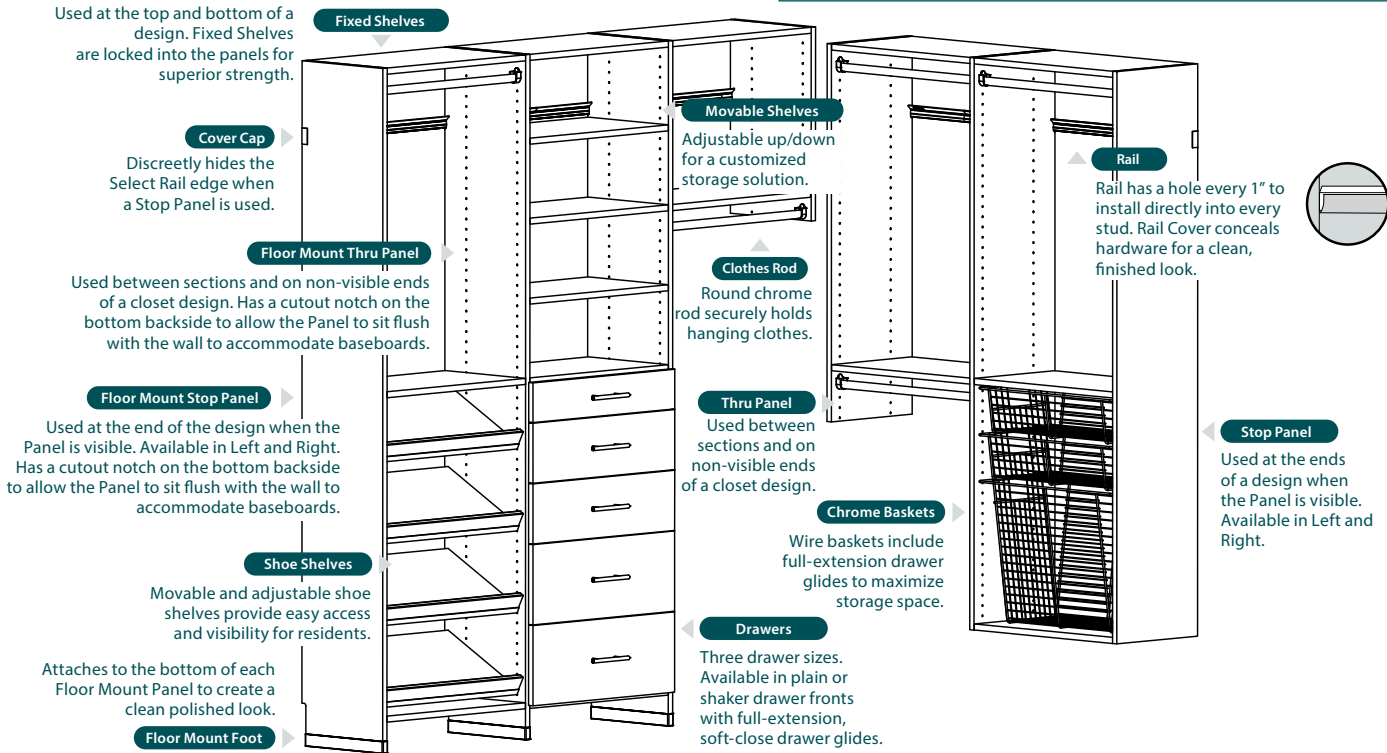 Used at the top and bottom of a
design. Fixed Shelves
are locked into the panels for
superior strength.
Fixed Shelves
Cover Cap
Discreetly hides the
Select Rail edge when
a Stop Panel is used.
Floor Mount Thru Panel
Used between sections and on non-visible ends
of a closet design. Has a cutout notch on the
bottom backside to allow the Panel to sit flush
with the wall to accommodate baseboards.
Floor Mount Stop Panel
Used at the end of the design when the
Panel is visible. Available in Left and Right.
Has a cutout notch on the bottom backside
to allow the Panel to sit flush with the wall to
accommodate baseboards.
Shoe Shelves
Movable and adjustable shoe
shelves provide easy access
and visibility for residents.
Attaches to the bottom of each
Floor Mount Panel to create a
clean polished look.
Floor Mount Foot
Movable Shelves
Adjustable up/down
for a customized
storage solution.
Clothes Rod
Round chrome
rod securely holds
hanging clothes.
Thru Panel
Used between
sections and on
non-visible ends
of a closet design.
Chrome Baskets
Wire baskets include
full-extension drawer
glides to maximize
storage space.
Drawers
Three drawer sizes.
Available in plain or
shaker drawer fronts
with full-extension,
soft-close drawer glides.
Rail
Rail has a hole every 1” to
install directly into every
stud. Rail Cover conceals
hardware for a clean,
finished look.
Stop Panel
Used at the ends
of a design when
the Panel is visible.
Available in Left and
Right.